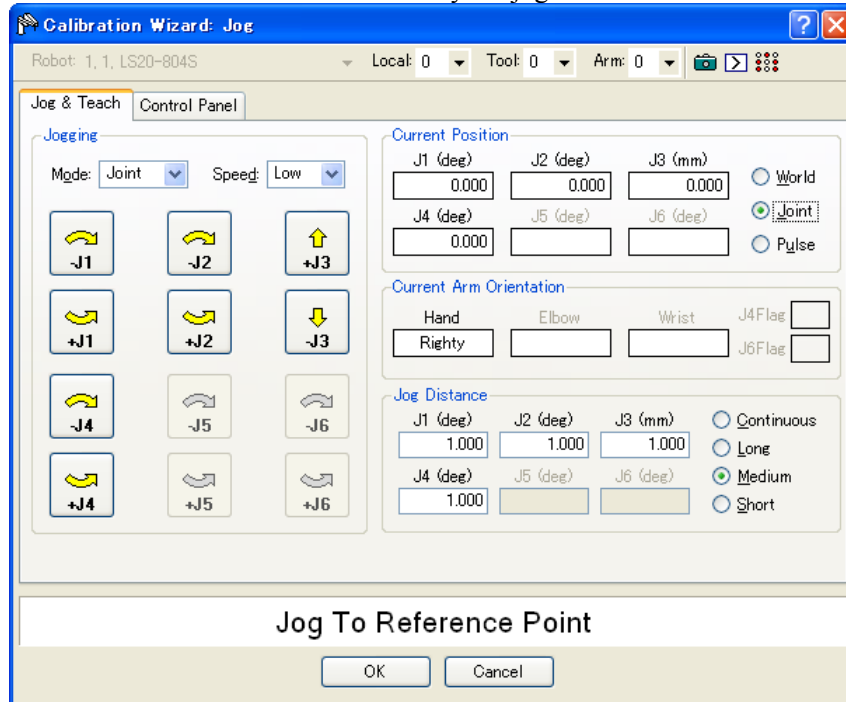 Calibration Wizard: Jog
Robot: 1, 1, LS20-804S Local: 0 Tool: 0 Arm: 0
Jog & Teach Control Panel
Jogging
Mode: Joint Speed: Low
-J1 -J2 +J3
+J1 +J2 -J3
-J4 -J5 -J6
+J4 +J5 +J6
Current Position
J1 (deg) J2 (deg) J3 (mm)
0.000 0.000 0.000
World
J4 (deg) J5 (deg) J6 (deg)
Joint
0.000
Pulse
Current Arm Orientation
Hand Elbow Wrist J4Flag
Righty J6Flag
Jog Distance
J1 (deg) J2 (deg) J3 (mm)
Continuous
1.000 1.000 1.000
Long
J4 (deg) J5 (deg) J6 (deg)
Medium
1.000
Short
Jog To Reference Point
OK Cancel